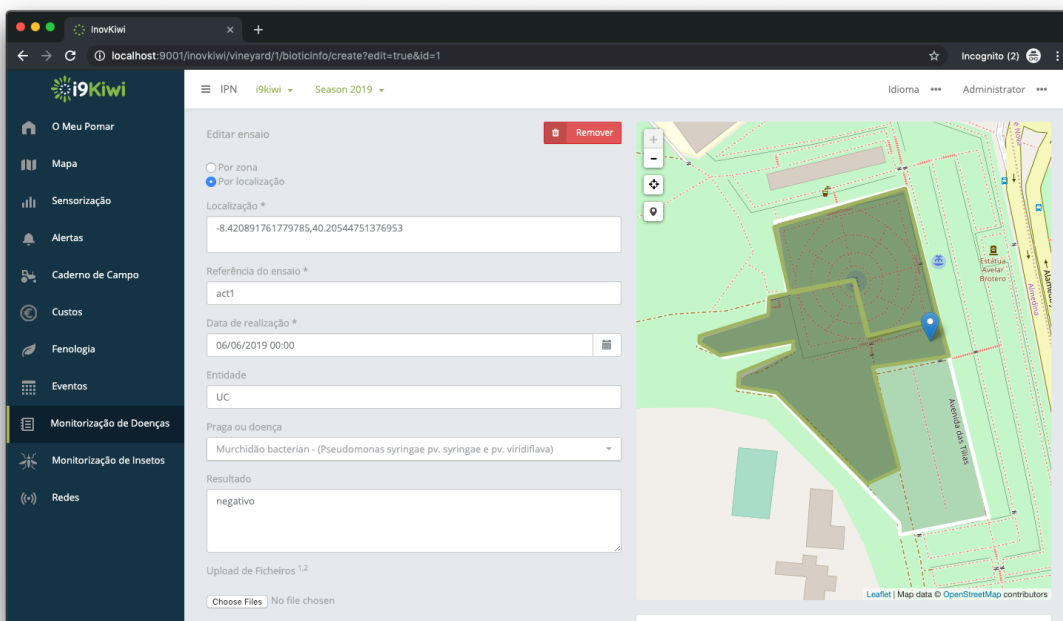 InovKiwi
localhost:9001/inovkiwi/vineyard/1/bioticinfo/create?edit=true&id=1
Incognito (2)
i9Kiwi
IPN
i9kiwi
Season 2019
Idioma
Administrator
O Meu Pomar
Mapa
Sensorização
Alertas
Caderno de Campo
Custos
Fenologia
Eventos
Monitorização de Doenças
Monitorização de Insetos
Redes
Editar ensaio
Remover
Por zona
Por localização
Localização *
-8.420891761779785,40.20544751376953
Referência do ensaio *
act1
Data de realização *
06/06/2019 00:00
Entidade
UC
Praga ou doença
Murchidão bacterian - (Pseudomonas syringae pv. syringae e pv. viridiflava)
Resultado
negativo
Upload de Ficheiros 1,2
Choose Files No file chosen
+
-
Estátua
Avelar
Brotero
Almedina
Avenida das Tílias
Leaflet | Map data © OpenStreetMap contributors